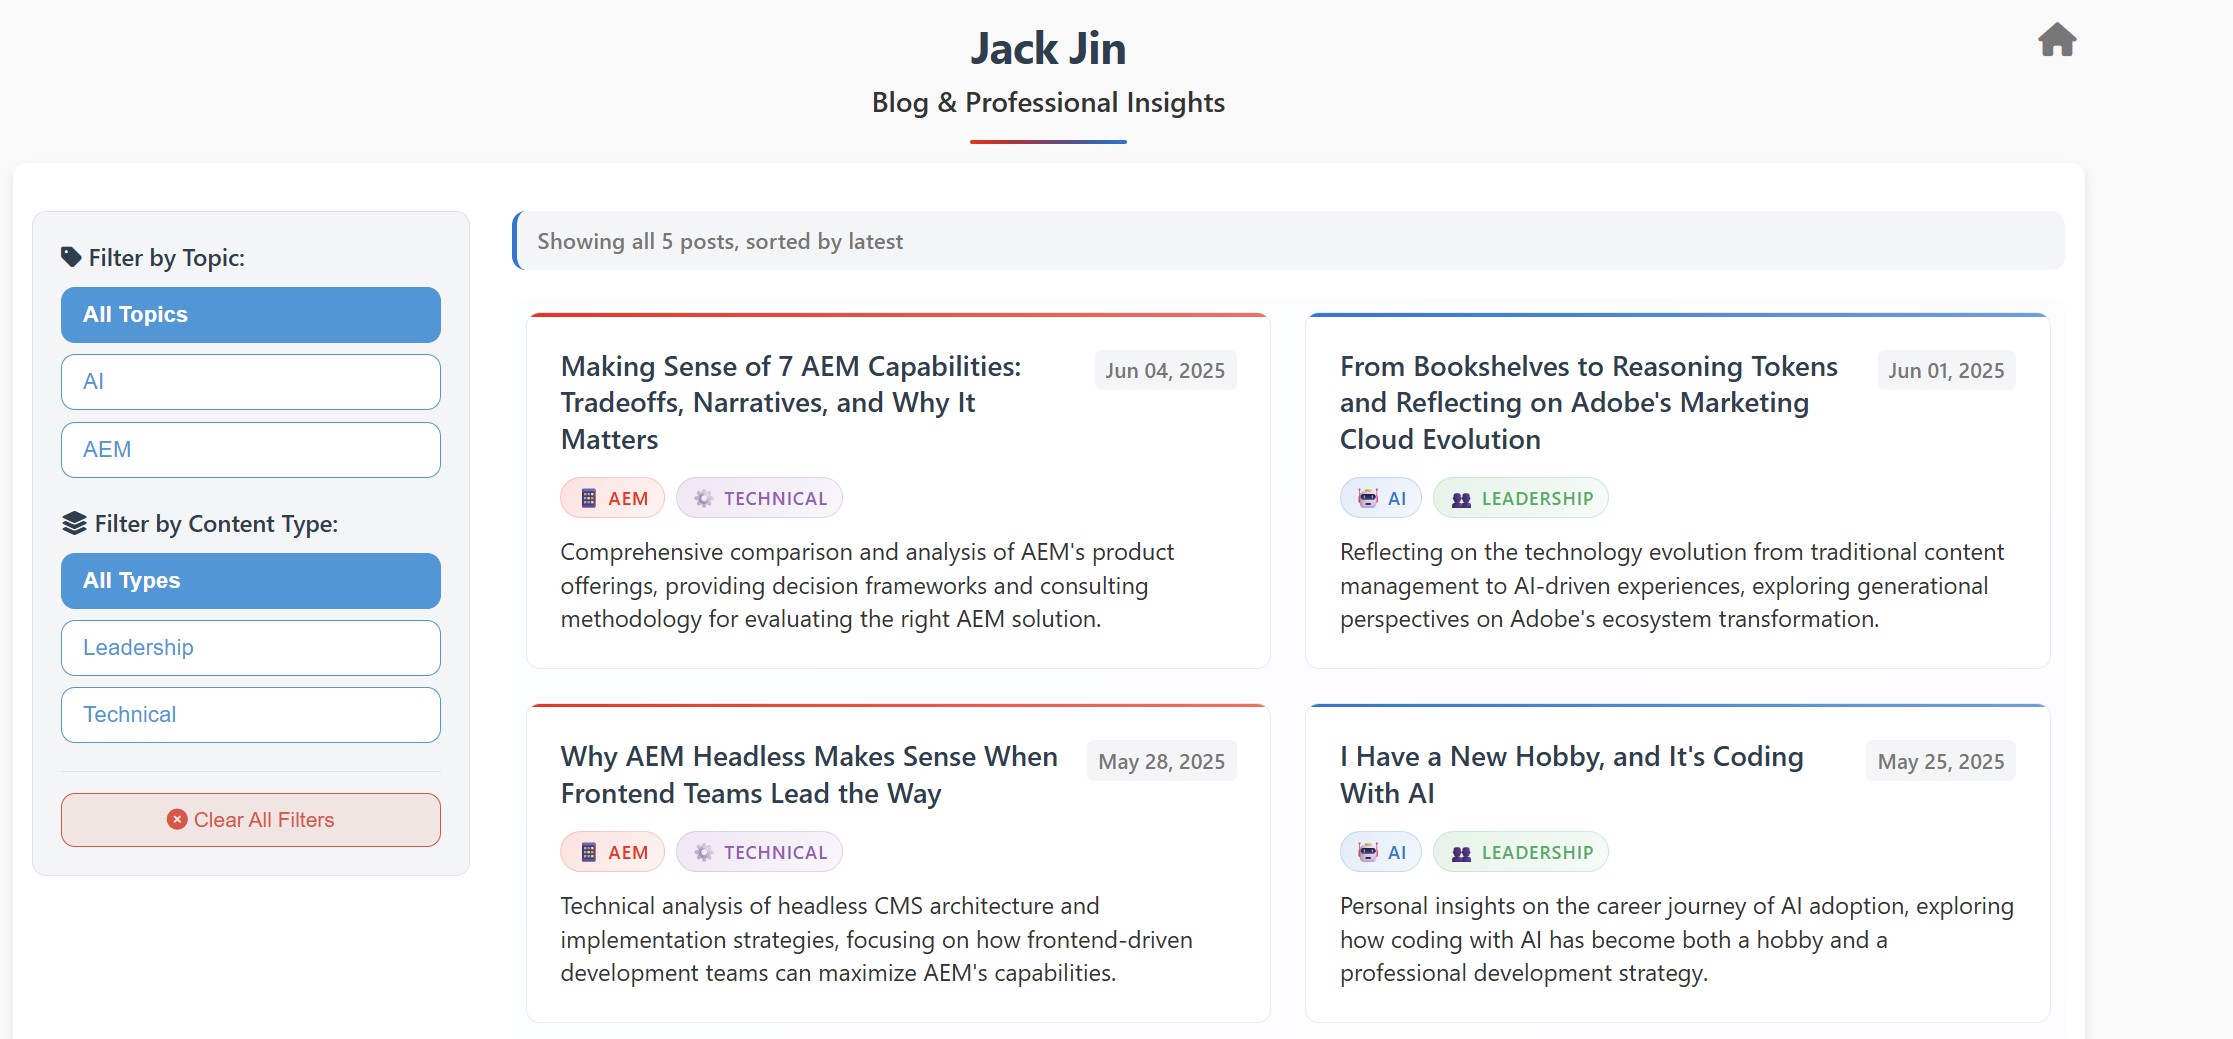 Jack Jin
Blog & Professional Insights
Filter by Topic:
All Topics
AI
AEM
Filter by Content Type:
All Types
Leadership
Technical
Clear All Filters
Showing all 5 posts, sorted by latest
Making Sense of 7 AEM Capabilities:
Tradeoffs, Narratives, and Why It
Matters
Jun 04, 2025
AEM
TECHNICAL
Comprehensive comparison and analysis of AEM's product
offerings, providing decision frameworks and consulting
methodology for evaluating the right AEM solution.
From Bookshelves to Reasoning Tokens
and Reflecting on Adobe's Marketing
Cloud Evolution
Jun 01, 2025
AI
LEADERSHIP
Reflecting on the technology evolution from traditional content
management to AI-driven experiences, exploring generational
perspectives on Adobe's ecosystem transformation.
Why AEM Headless Makes Sense When
Frontend Teams Lead the Way
May 28, 2025
AEM
TECHNICAL
Technical analysis of headless CMS architecture and
implementation strategies, focusing on how frontend-driven
development teams can maximize AEM's capabilities.
I Have a New Hobby, and It's Coding
With AI
May 25, 2025
AI
LEADERSHIP
Personal insights on the career journey of AI adoption, exploring
how coding with AI has become both a hobby and a
professional development strategy.